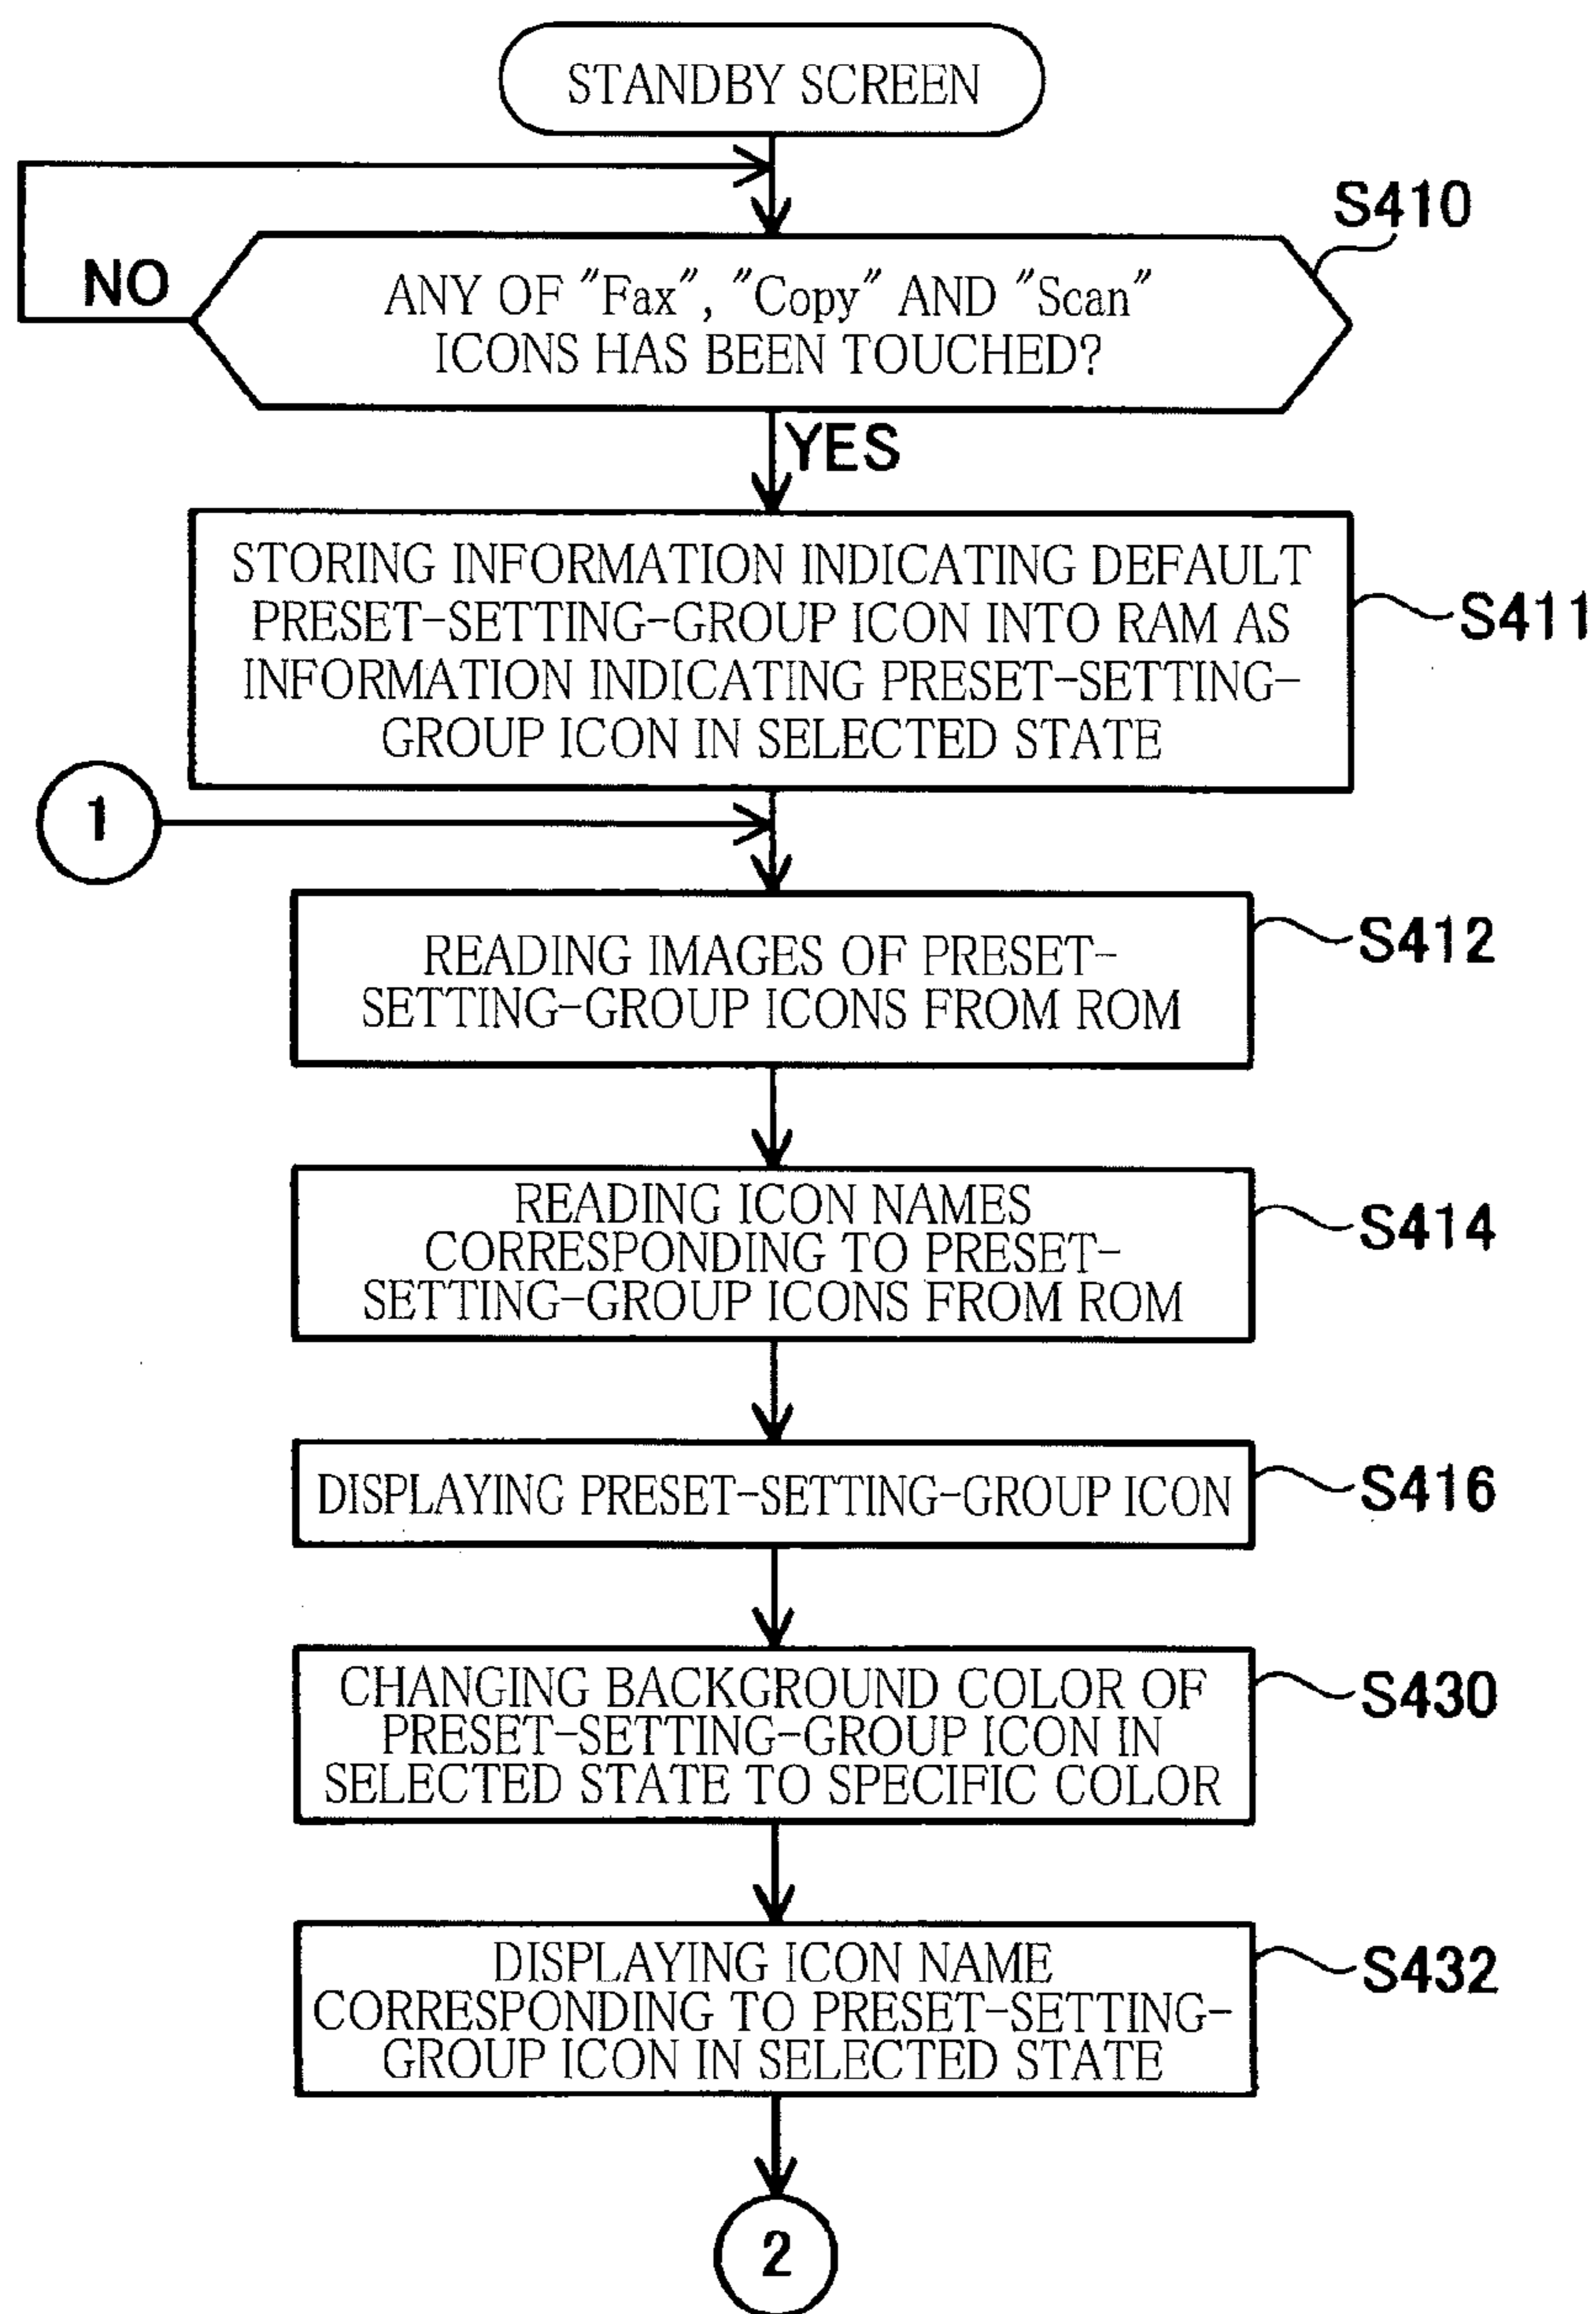 STANDBY SCREEN
S410
NO
ANY OF "Fax", "Copy" AND "Scan"
ICONS HAS BEEN TOUCHED?
YES
STORING INFORMATION INDICATING DEFAULT
PRESET-SETTING-GROUP ICON INTO RAM AS
INFORMATION INDICATING PRESET-SETTING-
GROUP ICON IN SELECTED STATE
S411
1
READING IMAGES OF PRESET-
SETTING-GROUP ICONS FROM ROM
S412
READING ICON NAMES
CORRESPONDING TO PRESET-
SETTING-GROUP ICONS FROM ROM
S414
DISPLAYING PRESET-SETTING-GROUP ICON
S416
CHANGING BACKGROUND COLOR OF
PRESET-SETTING-GROUP ICON IN
SELECTED STATE TO SPECIFIC COLOR
S430
DISPLAYING ICON NAME
CORRESPONDING TO PRESET-SETTING-
GROUP ICON IN SELECTED STATE
S432
2